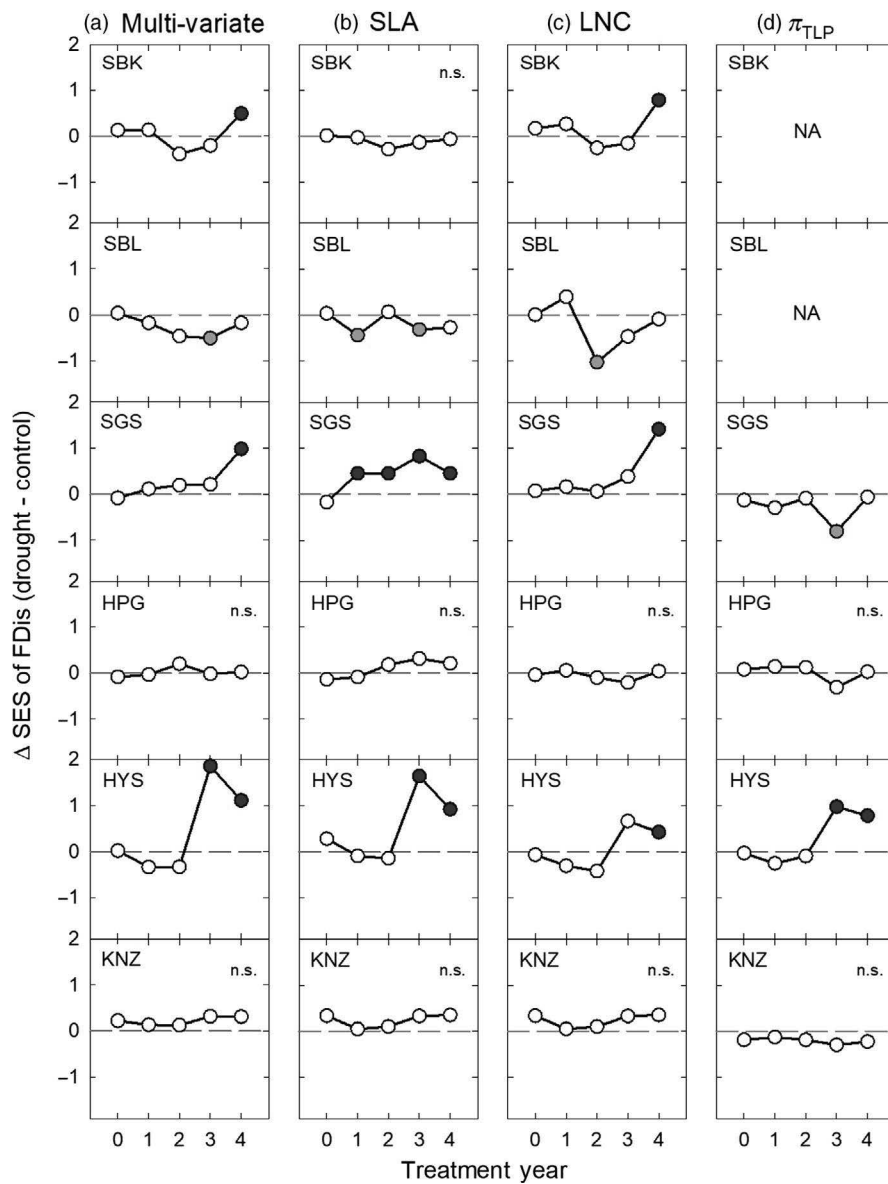 (a) Multi-variate (b) SLA (c) LNC (d) πTLP
2 SBK SBK n.s. SBK SBK
1
0 NA
−1
2 SBL SBL SBL SBL
1
0 NA
−1
2 SGS SGS SGS SGS
1
0
−1
2 HPG n.s. HPG n.s. HPG n.s. HPG n.s.
1
0
−1
2 HYS HYS HYS HYS
1
0
−1
2 KNZ n.s. KNZ n.s. KNZ n.s. KNZ n.s.
1
0
−1
0 1 2 3 4 0 1 2 3 4 0 1 2 3 4 0 1 2 3 4
Treatment year
Δ SES of FDis (drought - control)